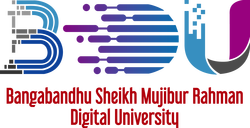 BDU
Bangabandhu Sheikh Mujibur Rahman
Digital University